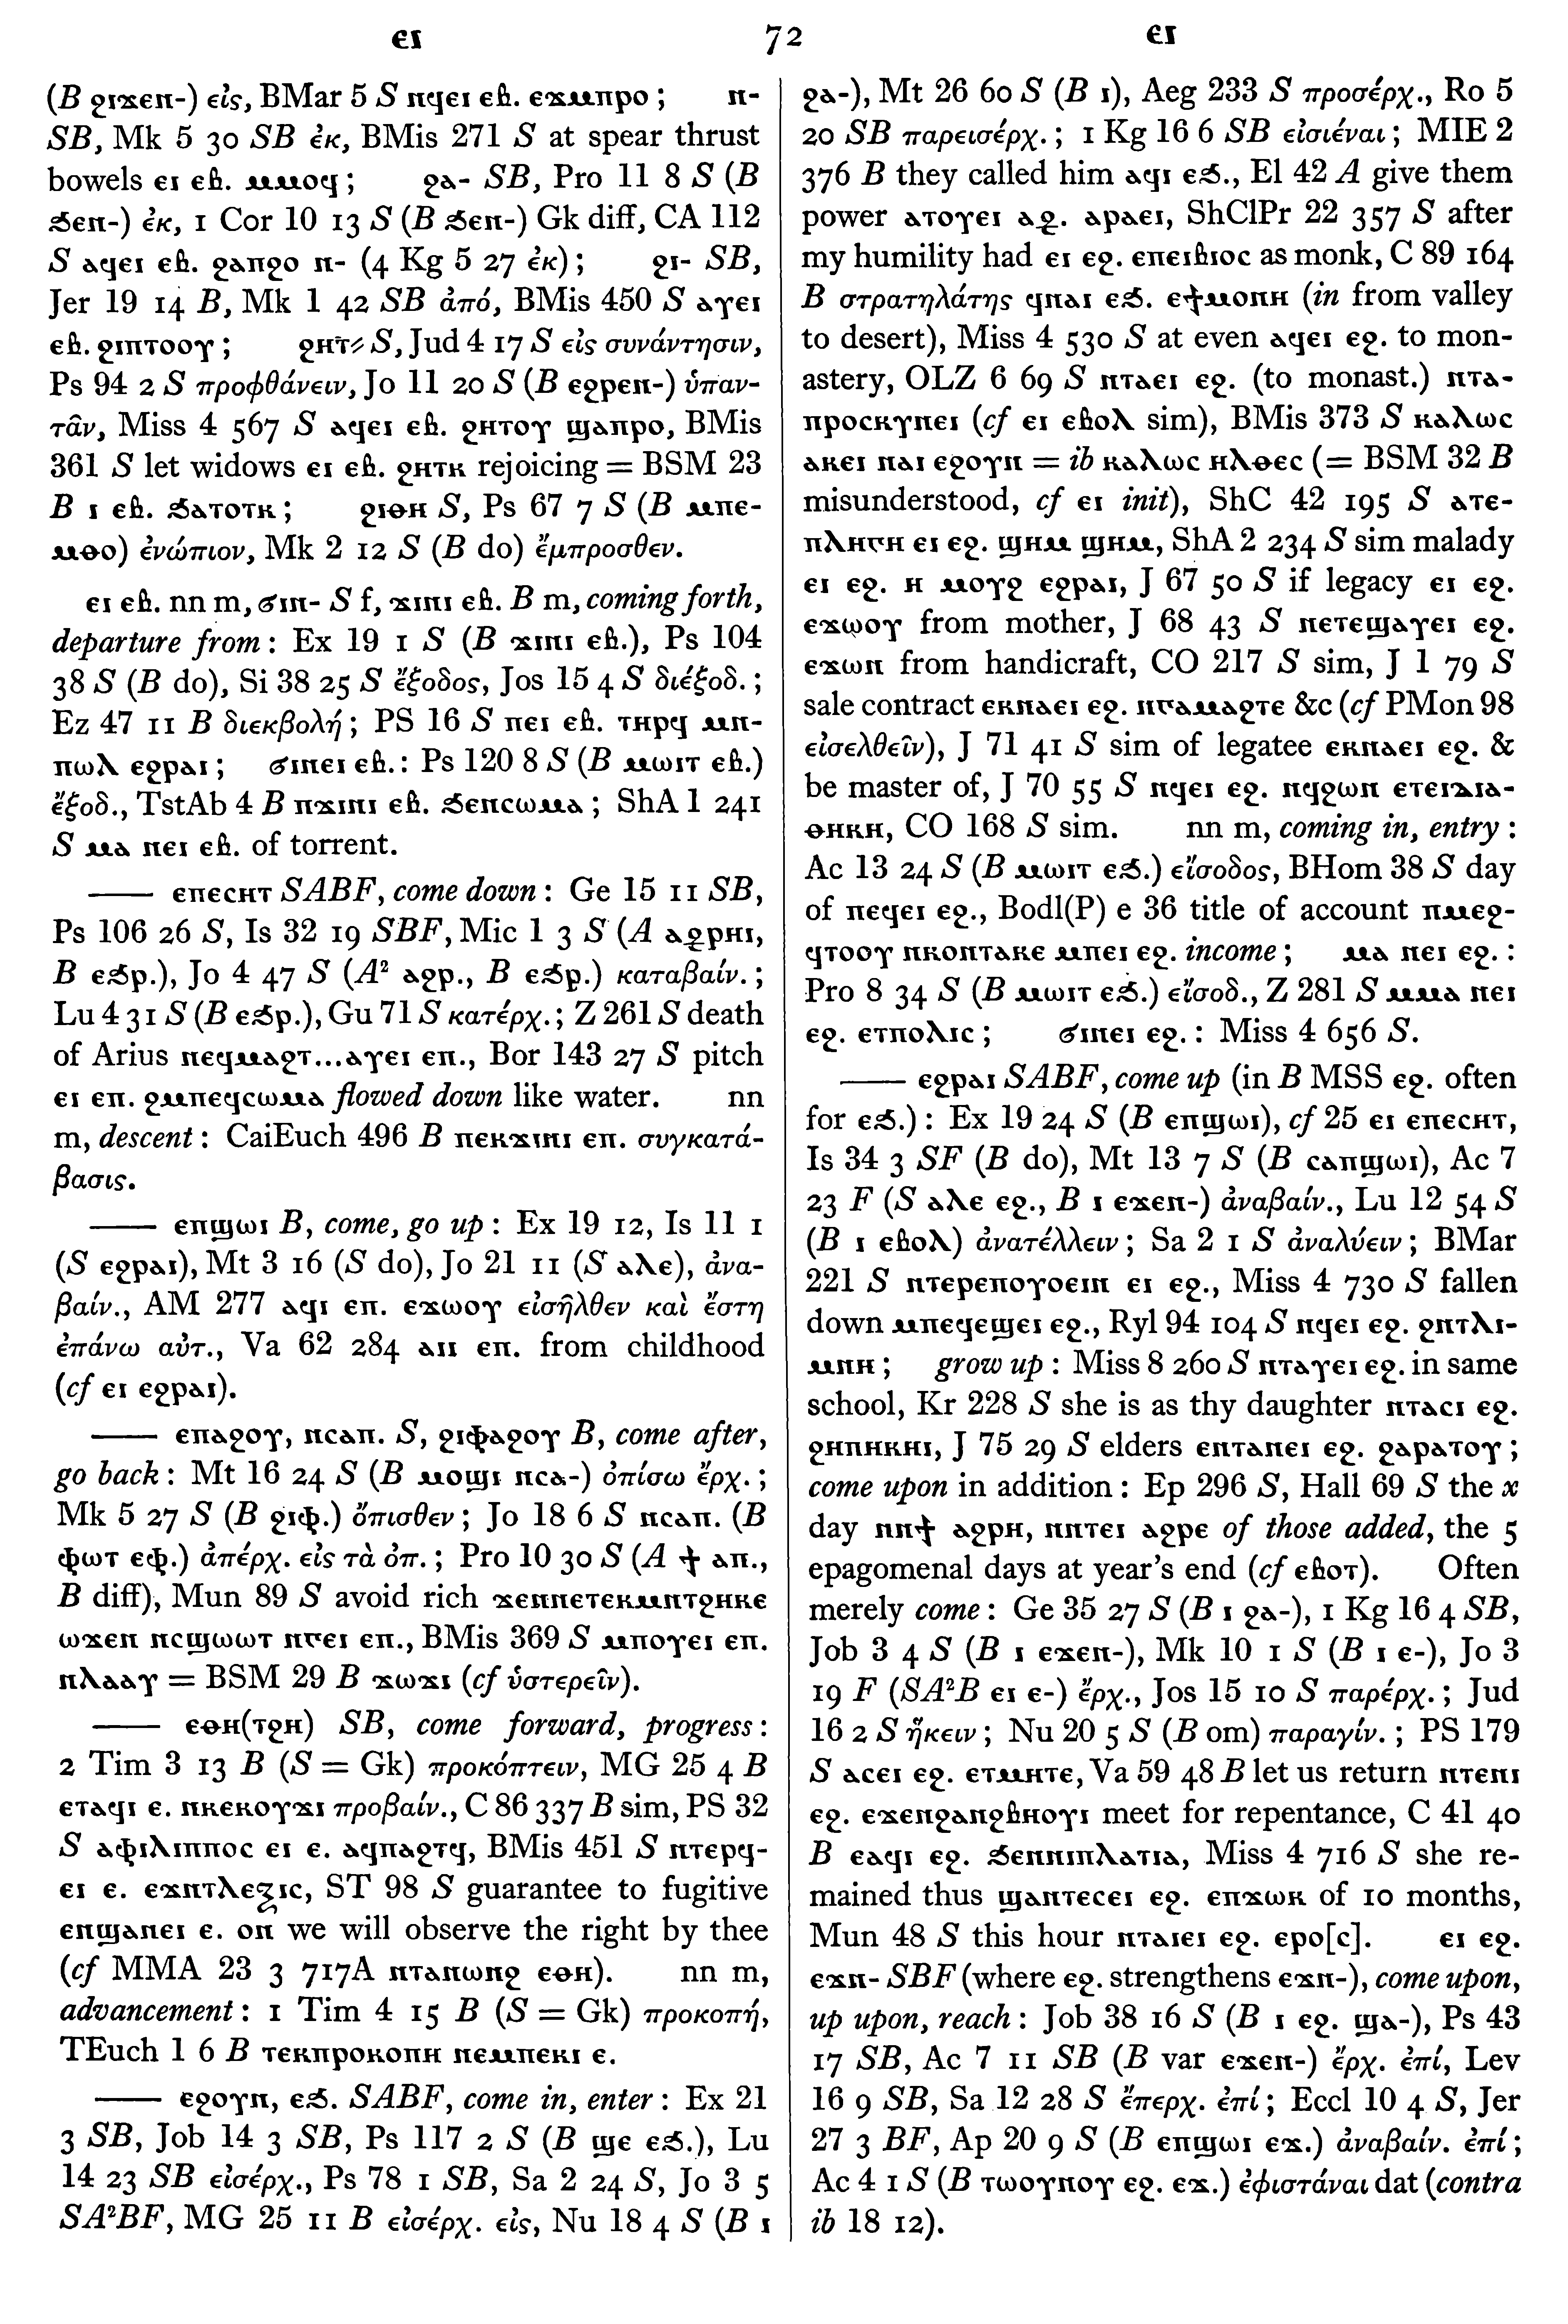 ⲉⲓ 72 ⲉⲓ
(B ϩⲓϫⲉⲛ-) εἰς, BMar 5 S ⲛϥⲉⲓ ⲉⲃ. ⲉϫⲙⲡⲣⲟ; ⲛ-
SB, Mk 5 30 SB ἐκ, BMis 271 S at spear thrust
bowels ⲉⲓ ⲉⲃ. ⲙⲙⲟϥ; ϩⲁ- SB, Pro 11 8 S (B
ϧⲉⲛ-) ἐκ, 1 Cor 10 13 S (B ϧⲉⲛ-) Gk diff, CA 112
S ⲁϥⲉⲓ ⲉⲃ. ϩⲁⲡϩⲟ ⲛ- (4 Kg 5 27 ἐκ); ϩⲓ- SB,
Jer 19 14 B, Mk 1 42 SB ἀπό, BMis 450 S ⲁⲩⲉⲓ
ⲉⲃ. ϩⲓⲡⲧⲟⲟⲩ; ϩⲏⲧ⸗ S, Jud 4 17 S εἰς συνάντησιν,
Ps 94 2 S προφθάνειν, Jo 11 20 S (B ⲉϩⲣⲉⲛ-) ὑπαν-
τᾶν, Miss 4 567 S ⲁϥⲉⲓ ⲉⲃ. ϩⲏⲧⲟⲩ ϣⲁⲡⲣⲟ, BMis
361 S let widows ⲉⲓ ⲉⲃ. ϩⲏⲧⲕ rejoicing = BSM 23
B ⲓ ⲉⲃ. ϧⲁⲧⲟⲧⲕ; ϩⲓⲑⲏ S, Ps 67 7 S (B ⲙⲡⲉ-
ⲙⲑⲟ) ἐνώπιον, Mk 2 12 S (B do) ἔμπροσθεν.
ⲉⲓ ⲉⲃ. nn m, ϭⲓⲛ- S f, ϫⲓⲛⲓ ⲉⲃ. B m, coming forth,
departure from: Ex 19 1 S (B ϫⲓⲛⲓ ⲉⲃ.), Ps 104
38 S (B do), Si 38 25 S ἔξοδος, Jos 15 4 S διέξοδ.;
Ez 47 11 B διεκβολή; PS 16 S ⲡⲉⲓ ⲉⲃ. ⲧⲏⲣϥ ⲙⲡ-
ⲡⲱⲗ ⲉϩⲣⲁⲓ; ϭⲓⲛⲉⲓ ⲉⲃ.: Ps 120 8 S (B ⲙⲱⲓⲧ ⲉⲃ.)
ἔξοδ., TstAb 4 B ⲡϫⲓⲛⲓ ⲉⲃ. ϧⲉⲛⲥⲱⲙⲁ; ShA 1 241
S ⲙⲁ ⲛⲉⲓ ⲉⲃ. of torrent.
—— ⲉⲡⲉⲥⲏⲧ SABF, come down: Ge 15 11 SB,
Ps 106 26 S, Is 32 19 SBF, Mic 1 3 S (A ⲁϩⲣⲏⲓ,
B ⲉϧⲣ.), Jo 4 47 S (A² ⲁϩⲣ., B ⲉϧⲣ.) καταβαίν.;
Lu 4 31 S (B ⲉϧⲣ.), Gu 71 S κατέρχ.; Z 261 S death
of Arius ⲛⲉϥⲙⲁϩⲧ...ⲁⲩⲉⲓ ⲉⲡ., Bor 143 27 S pitch
ⲉⲓ ⲉⲡ. ϩⲙⲡⲉϥⲥⲱⲙⲁ flowed down like water. nn
m, descent: CaiEuch 496 B ⲡⲉⲕϫⲓⲛⲓ ⲉⲡ. συγκατά-
βασις.
—— ⲉⲡϣⲱⲓ B, come, go up: Ex 19 12, Is 11 1
(S ⲉϩⲣⲁⲓ), Mt 3 16 (S do), Jo 21 11 (S ⲁⲗⲉ), ἀνα-
βαίν., AM 277 ⲁϥⲓ ⲉⲡ. ⲉϫⲱⲟⲩ εἰσῆλθεν καὶ ἔστη
ἐπάνω αὐτ., Va 62 284 ⲁⲓⲓ ⲉⲡ. from childhood
(cf ⲉⲓ ⲉϩⲣⲁⲓ).
—— ⲉⲡⲁϩⲟⲩ, ⲛⲥⲁⲡ. S, ϩⲓⲫⲁϩⲟⲩ B, come after,
go back: Mt 16 24 S (B ⲙⲟϣⲓ ⲛⲥⲁ-) ὀπίσω ἔρχ.;
Mk 5 27 S (B ϩⲓⲫ.) ὄπισθεν; Jo 18 6 S ⲛⲥⲁⲡ. (B
ⲫⲱⲧ ⲉⲫ.) ἀπέρχ. εἰς τὰ ὀπ.; Pro 10 30 S (A ϯ ⲁⲡ.,
B diff), Mun 89 S avoid rich ϫⲉⲛⲛⲉⲧⲉⲕⲙⲛⲧϩⲏⲕⲉ
ⲱϫⲉⲛ ⲛⲥϣⲱⲱⲧ ⲛⲅⲉⲓ ⲉⲡ., BMis 369 S ⲙⲡⲟⲩⲉⲓ ⲉⲡ.
ⲛⲗⲁⲁⲩ = BSM 29 B ϫⲱϫⲓ (cf ὑστερεῖν).
—— ⲉⲑⲏ(ⲧϩⲏ) SB, come forward, progress:
2 Tim 3 13 B (S = Gk) προκόπτειν, MG 25 4 B
ⲉⲧⲁϥⲓ ⲉ. ⲛⲕⲉⲕⲟⲩϫⲓ προβαίν., C 86 337 B sim, PS 32
S ⲁⲫⲓⲗⲓⲡⲡⲟⲥ ⲉⲓ ⲉ. ⲁϥⲡⲁϩⲧϥ, BMis 451 S ⲛⲧⲉⲣϥ-
ⲉⲓ ⲉ. ⲉϫⲛⲧⲗⲉⲝⲓⲥ, ST 98 S guarantee to fugitive
ⲉⲛϣⲁⲛⲉⲓ ⲉ. ⲟⲛ we will observe the right by thee
(cf MMA 23 3 717A ⲛⲧⲁⲛⲱⲛϩ ⲉⲑⲏ). nn m,
advancement: 1 Tim 4 15 B (S = Gk) προκοπή,
TEuch 1 6 B ⲧⲉⲕⲡⲣⲟⲕⲟⲡⲏ ⲛⲉⲙⲡⲉⲕⲓ ⲉ.
—— ⲉϩⲟⲩⲛ, ⲉϧ. SABF, come in, enter: Ex 21
3 SB, Job 14 3 SB, Ps 117 2 S (B ϣⲉ ⲉϧ.), Lu
14 23 SB εἰσέρχ., Ps 78 1 SB, Sa 2 24 S, Jo 3 5
SA²BF, MG 25 11 B εἰσέρχ. εἰς, Nu 18 4 S (B ⲓ
ϩⲁ-), Mt 26 60 S (B ⲓ), Aeg 233 S προσέρχ., Ro 5
20 SB παρεισέρχ.; 1 Kg 16 6 SB εἰσιέναι; MIE 2
376 B they called him ⲁϥⲓ ⲉϧ., El 42 A give them
power ⲁⲧⲟⲩⲉⲓ ⲁϩ. ⲁⲣⲁⲉⲓ, ShClPr 22 357 S after
my humility had ⲉⲓ ⲉϩ. ⲉⲡⲉⲓⲃⲓⲟⲥ as monk, C 89 164
B στρατηλάτης ϥⲛⲁⲓ ⲉϧ. ⲉϯⲙⲟⲛⲏ (in from valley
to desert), Miss 4 530 S at even ⲁϥⲉⲓ ⲉϩ. to mon-
astery, OLZ 6 69 S ⲛⲧⲁⲉⲓ ⲉϩ. (to monast.) ⲛⲧⲁ-
ⲡⲣⲟⲥⲕⲩⲛⲉⲓ (cf ⲉⲓ ⲉⲃⲟⲗ sim), BMis 373 S ⲕⲁⲗⲱⲥ
ⲁⲕⲉⲓ ⲛⲁⲓ ⲉϩⲟⲩⲛ = ib ⲕⲁⲗⲱⲥ ⲏⲗⲑⲉⲥ (= BSM 32 B
misunderstood, cf ⲉⲓ init), ShC 42 195 S ⲁⲧⲉ-
ⲡⲗⲏⲅⲏ ⲉⲓ ⲉϩ. ϣⲏⲙ ϣⲏⲙ, ShA 2 234 S sim malady
ⲉⲓ ⲉϩ. ⲏ ⲙⲟⲩϩ ⲉϩⲣⲁⲓ, J 67 50 S if legacy ⲉⲓ ⲉϩ.
ⲉϫⲱⲟⲩ from mother, J 68 43 S ⲡⲉⲧⲉϣⲁⲩⲉⲓ ⲉϩ.
ⲉϫⲱⲛ from handicraft, CO 217 S sim, J 1 79 S
sale contract ⲉⲕⲛⲁⲉⲓ ⲉϩ. ⲛⲅⲁⲙⲁϩⲧⲉ &c (cf PMon 98
εἰσελθεῖν), J 71 41 S sim of legatee ⲉⲕⲛⲁⲉⲓ ⲉϩ. &
be master of, J 70 55 S ⲛϥⲉⲓ ⲉϩ. ⲛϥϩⲱⲛ ⲉⲧⲉⲓⲇⲓⲁ-
ⲑⲏⲕⲏ, CO 168 S sim. nn m, coming in, entry:
Ac 13 24 S (B ⲙⲱⲓⲧ ⲉϧ.) εἴσοδος, BHom 38 S day
of ⲡⲉϥⲉⲓ ⲉϩ., Bodl(P) e 36 title of account ⲡⲙⲉϩ-
ϥⲧⲟⲟⲩ ⲛⲕⲟⲛⲧⲁⲕⲉ ⲙⲡⲉⲓ ⲉϩ. income; ⲙⲁ ⲛⲉⲓ ⲉϩ.:
Pro 8 34 S (B ⲙⲱⲓⲧ ⲉϧ.) εἴσοδ., Z 281 S ⲙⲙⲁ ⲛⲉⲓ
ⲉϩ. ⲉⲧⲡⲟⲗⲓⲥ; ϭⲓⲛⲉⲓ ⲉϩ.: Miss 4 656 S.
—— ⲉϩⲣⲁⲓ SABF, come up (in B MSS ⲉϩ. often
for ⲉϧ.): Ex 19 24 S (B ⲉⲡϣⲱⲓ), cf 25 ⲉⲓ ⲉⲡⲉⲥⲏⲧ,
Is 34 3 SF (B do), Mt 13 7 S (B ⲥⲁⲡϣⲱⲓ), Ac 7
23 F (S ⲁⲗⲉ ⲉϩ., B ⲓ ⲉϫⲉⲛ-) ἀναβαίν., Lu 12 54 S
(B ⲓ ⲉⲃⲟⲗ) ἀνατέλλειν; Sa 2 1 S ἀναλύειν; BMar
221 S ⲛⲧⲉⲣⲉⲡⲟⲩⲟⲉⲓⲛ ⲉⲓ ⲉϩ., Miss 4 730 S fallen
down ⲙⲡⲉϥⲉϣⲉⲓ ⲉϩ., Ryl 94 104 S ⲛϥⲉⲓ ⲉϩ. ϩⲛⲧⲗⲓ-
ⲙⲛⲏ; grow up: Miss 8 260 S ⲛⲧⲁⲩⲉⲓ ⲉϩ. in same
school, Kr 228 S she is as thy daughter ⲛⲧⲁⲥⲓ ⲉϩ.
ϩⲏⲡⲏⲕⲏⲓ, J 75 29 S elders ⲉⲛⲧⲁⲛⲉⲓ ⲉϩ. ϩⲁⲣⲁⲧⲟⲩ;
come upon in addition: Ep 296 S, Hall 69 S the x
day ⲛⲛϯ ⲁϩⲣⲏ, ⲛⲛⲧⲉⲓ ⲁϩⲣⲉ of those added, the 5
epagomenal days at year's end (cf ⲉⲃⲟⲧ). Often
merely come: Ge 35 27 S (B ⲓ ϩⲁ-), 1 Kg 16 4 SB,
Job 3 4 S (B ⲓ ⲉϫⲉⲛ-), Mk 10 1 S (B ⲓ ⲉ-), Jo 3
19 F (SA²B ⲉⲓ ⲉ-) ἔρχ., Jos 15 10 S παρέρχ.; Jud
16 2 S ἥκειν; Nu 20 5 S (B om) παραγίν.; PS 179
S ⲁⲥⲉⲓ ⲉϩ. ⲉⲧⲙⲏⲧⲉ, Va 59 48 B let us return ⲛⲧⲉⲛⲓ
ⲉϩ. ⲉϫⲉⲛϩⲁⲛϩⲃⲏⲟⲩⲓ meet for repentance, C 41 40
B ⲉⲁϥⲓ ⲉϩ. ϧⲉⲛⲛⲓⲡⲗⲁⲧⲓⲁ, Miss 4 716 S she re-
mained thus ϣⲁⲛⲧⲉⲥⲉⲓ ⲉϩ. ⲉⲡϫⲱⲕ of 10 months,
Mun 48 S this hour ⲛⲧⲁⲓⲉⲓ ⲉϩ. ⲉⲣⲟ[ⲥ]. ⲉⲓ ⲉϩ.
ⲉϫⲛ- SBF (where ⲉϩ. strengthens ⲉϫⲛ-), come upon,
up upon, reach: Job 38 16 S (B ⲓ ⲉϩ. ϣⲁ-), Ps 43
17 SB, Ac 7 11 SB (B var ⲉϫⲉⲛ-) ἔρχ. ἐπί, Lev
16 9 SB, Sa 12 28 S ἔπερχ. ἐπί; Eccl 10 4 S, Jer
27 3 BF, Ap 20 9 S (B ⲉⲡϣⲱⲓ ⲉϫ.) ἀναβαίν. ἐπί;
Ac 4 1 S (B ⲧⲱⲟⲩⲛⲟⲩ ⲉϩ. ⲉϫ.) ἐφιστάναι dat (contra
ib 18 12).